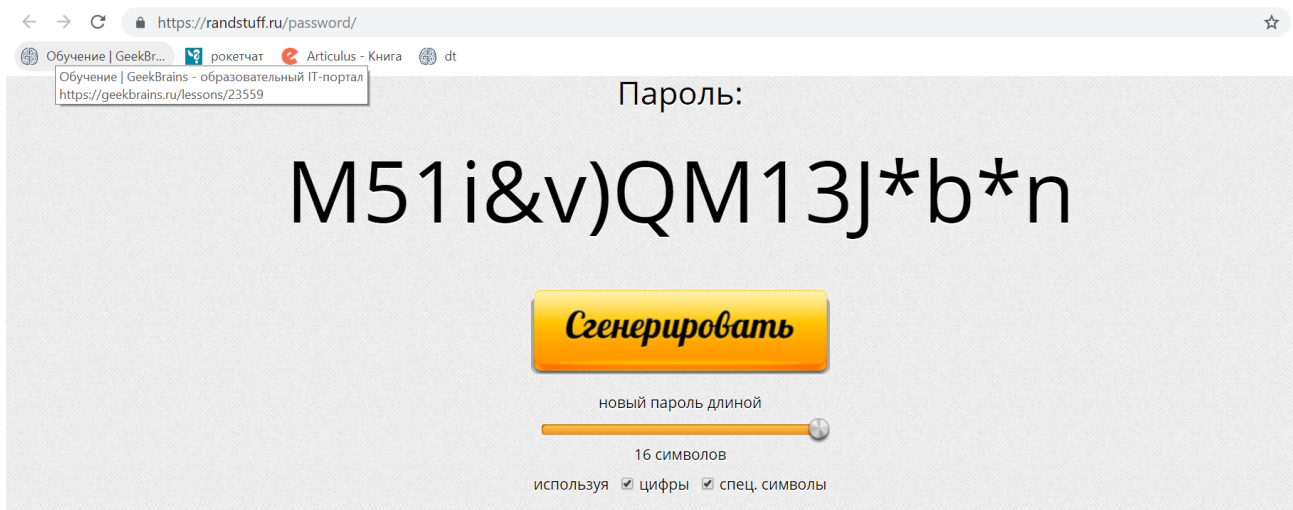 https://randstuff.ru/password/
Обучение | GeekBr... рокетчат Articulus - Книга dt
Обучение | GeekBrains - образовательный IT-портал
https://geekbrains.ru/lessons/23559
Пароль:
M51i&v)QM13J*b*n
Сгенерировать
новый пароль длиной
16 символов
используя цифры спец. символы